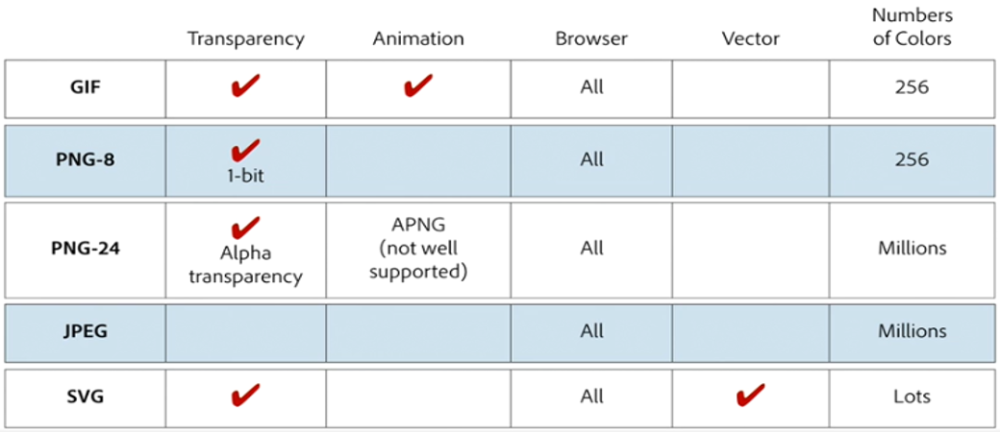 Transparency Animation Browser Vector Numbers of Colors
GIF ✔ ✔ All 256
PNG-8 ✔ 1-bit All 256
PNG-24 ✔ Alpha transparency APNG (not well supported) All Millions
JPEG All Millions
SVG ✔ All ✔ Lots